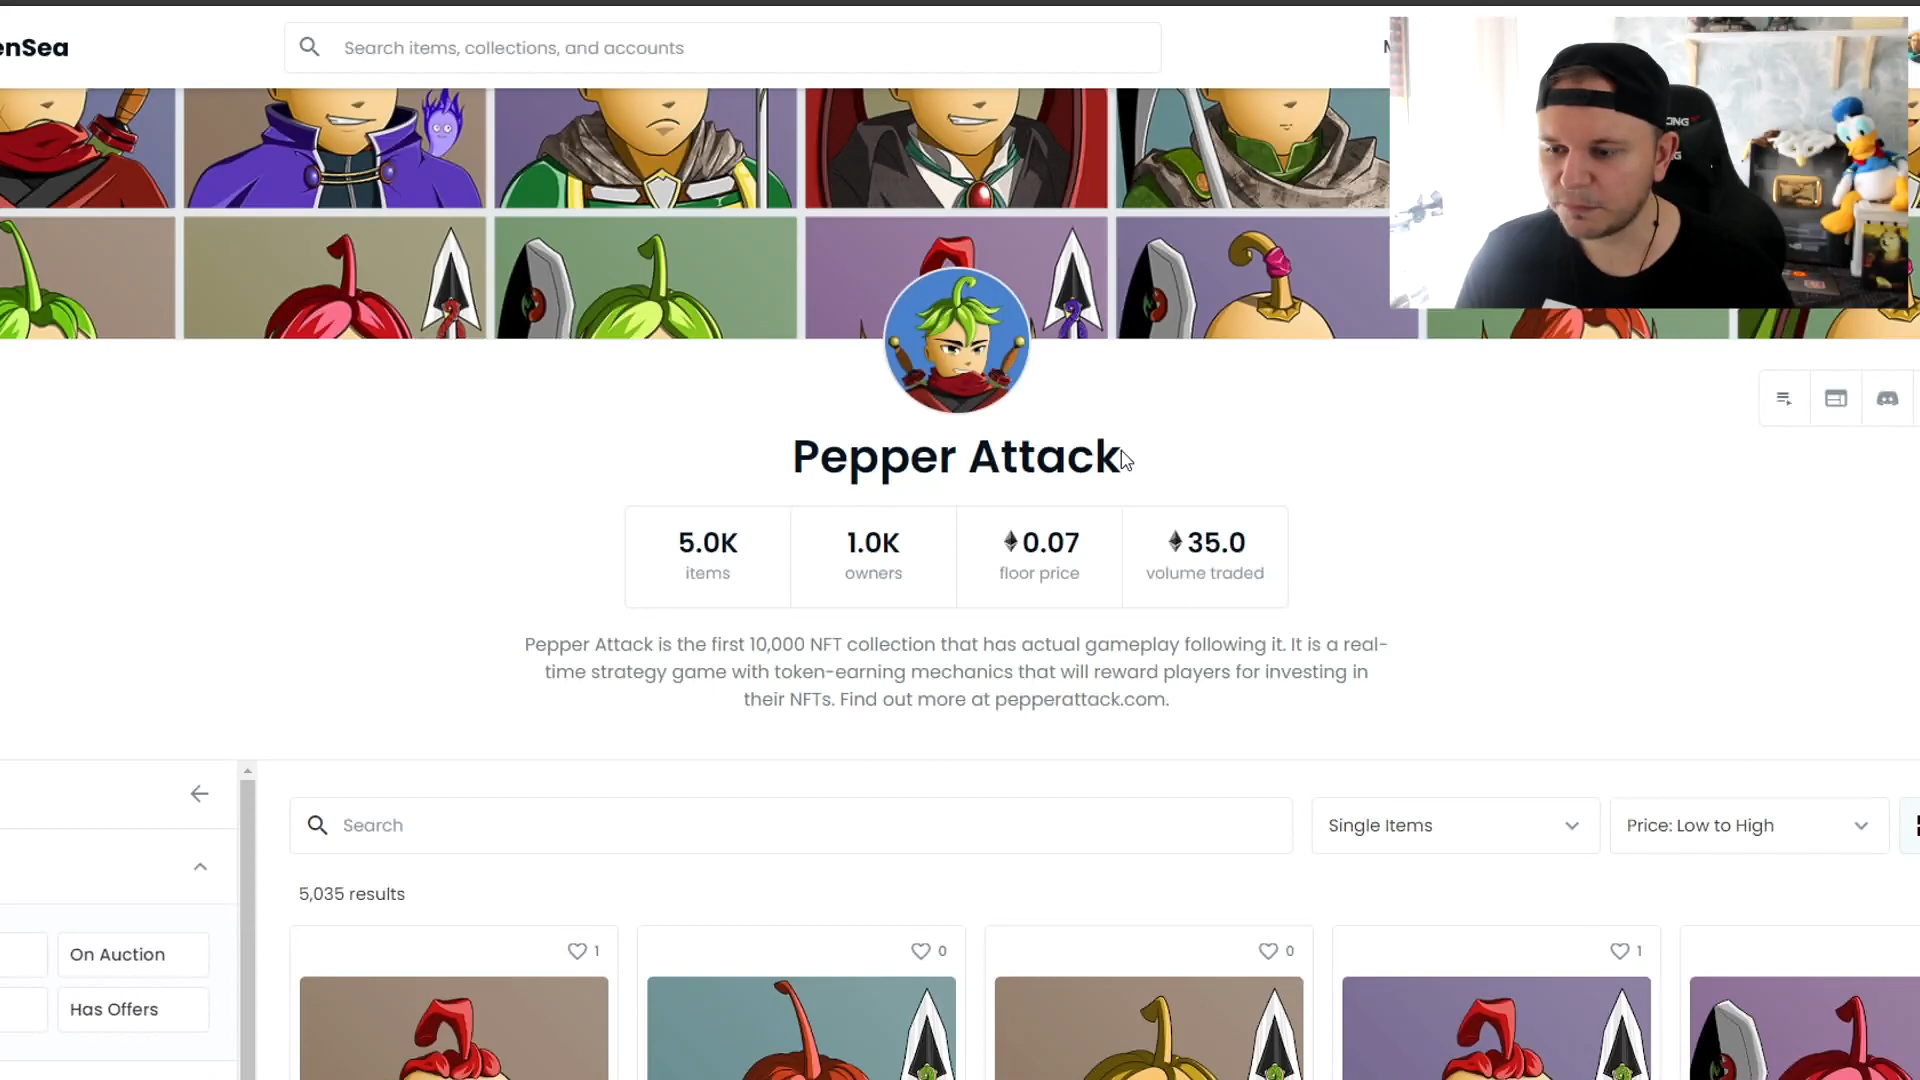 enSea
Search items, collections, and accounts
Pepper Attack
5.0K
items
1.0K
owners
0.07
floor price
35.0
volume traded
Pepper Attack is the first 10,000 NFT collection that has actual gameplay following it. It is a real-
time strategy game with token-earning mechanics that will reward players for investing in
their NFTs. Find out more at pepperattack.com.
Search
Single Items
Price: Low to High
5,035 results
On Auction
Has Offers
1
0
0
1